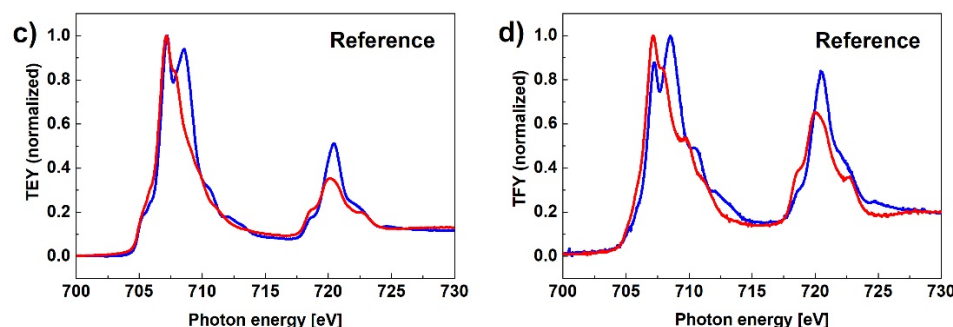 c)
Reference
TEY (normalized)
1.0
0.8
0.6
0.4
0.2
0.0
700 705 710 715 720 725 730
Photon energy [eV]
d)
Reference
TFY (normalized)
1.0
0.8
0.6
0.4
0.2
0.0
700 705 710 715 720 725 730
Photon energy [eV]